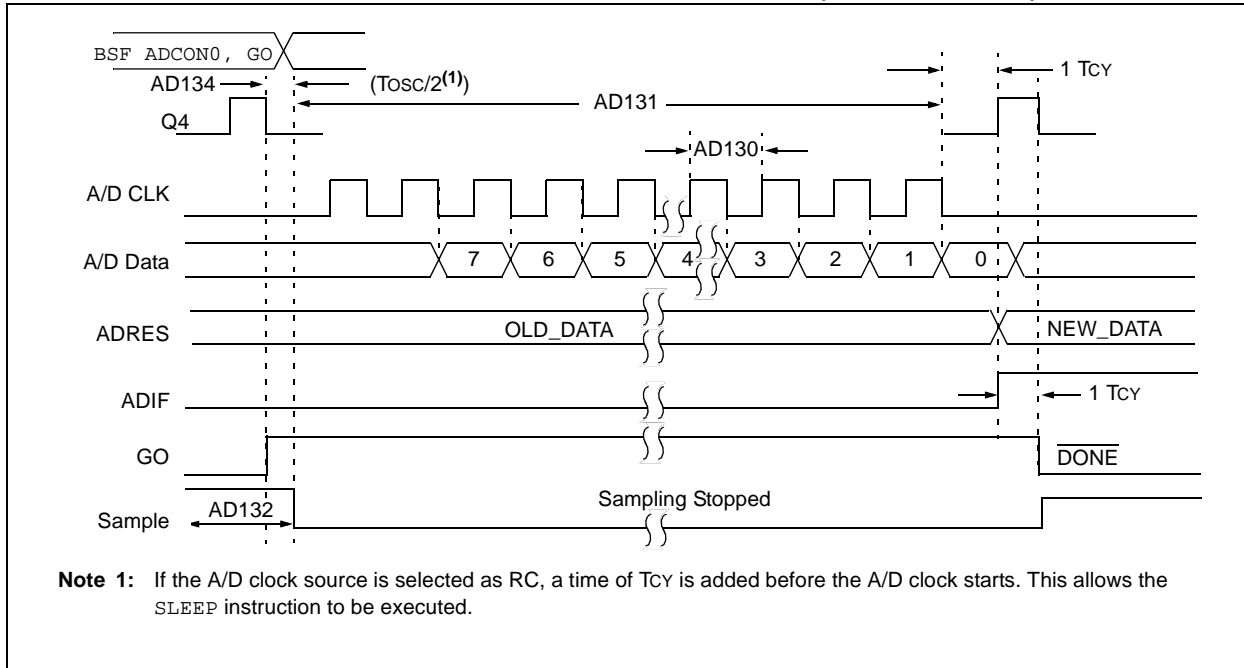 BSF ADCON0, GO
AD134
(TOSC/2(1))
1 TCY
AD131
Q4
AD130
A/D CLK
A/D Data
7 6 5 4 3 2 1 0
ADRES
OLD_DATA
NEW_DATA
ADIF
1 TCY
GO
DONE
Sampling Stopped
AD132
Sample
Note 1: If the A/D clock source is selected as RC, a time of TCY is added before the A/D clock starts. This allows the
SLEEP instruction to be executed.